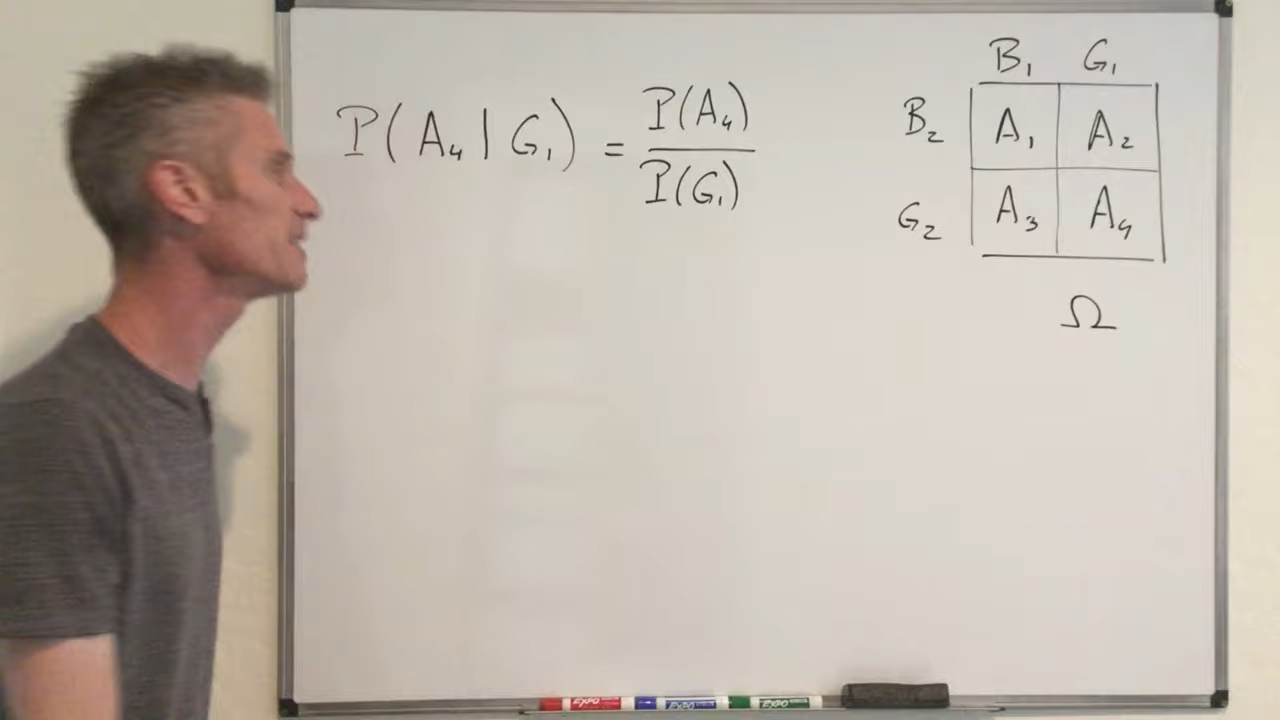 P(A₄ | G₁) = P(A₄) / P(G₁)
B₁ G₁
B₂ A₁ A₂
G₂ A₃ A₄
Ω
EXPO EXPO EXPO